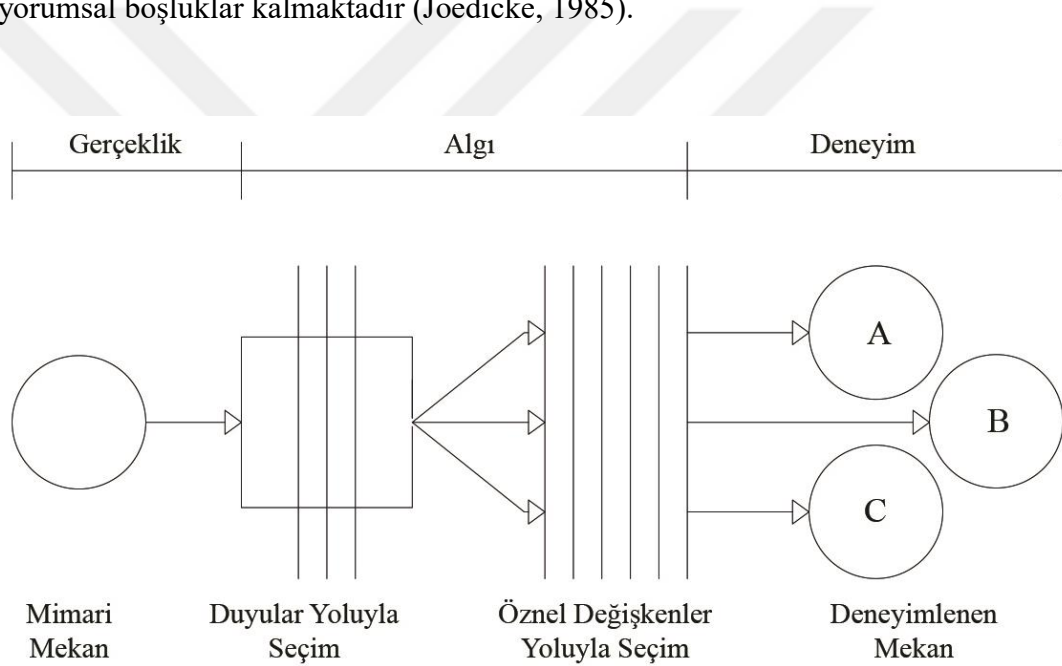 yorumsal boşluklar kalmaktadır (Joedicke, 1985).
Gerçeklik Algı Deneyim
A
B
C
Mimari Mekan
Duyular Yoluyla Seçim
Öznel Değişkenler Yoluyla Seçim
Deneyimlenen Mekan